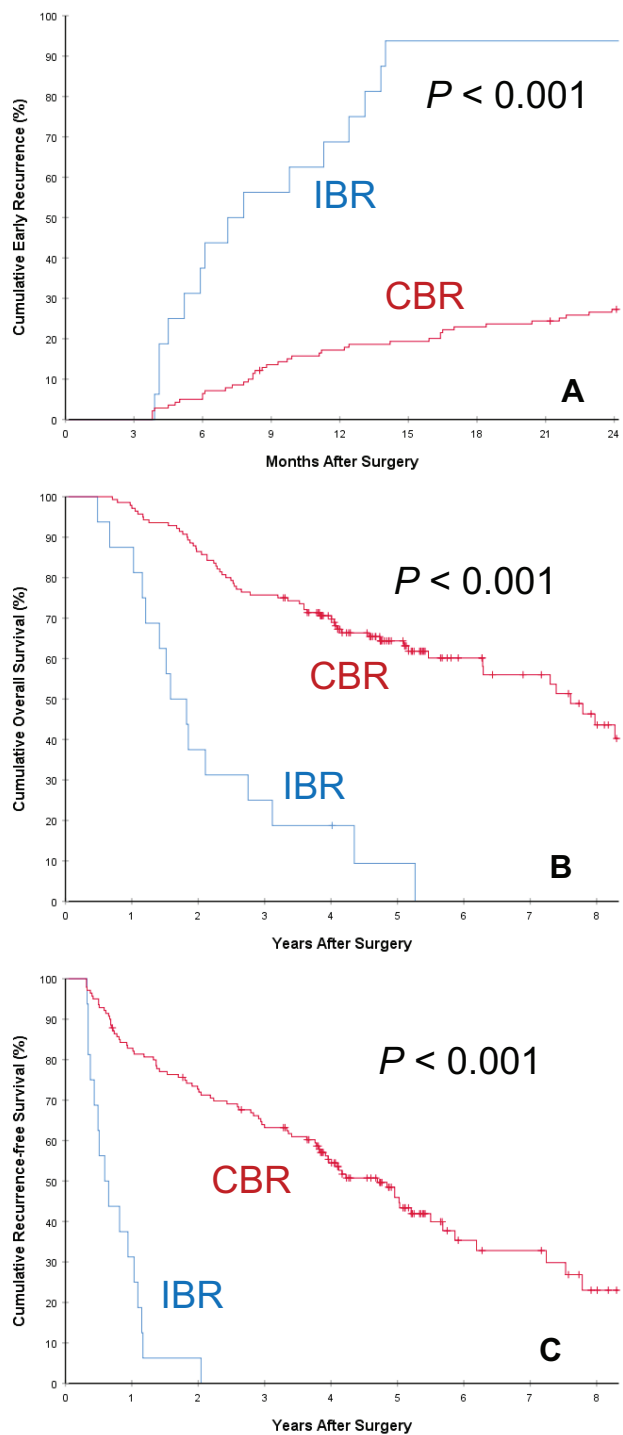 Cumulative Early Recurrence (%)
100
90
80
70
60
50
40
30
20
10
0
P < 0.001
IBR
CBR
A
0 3 6 9 12 15 18 21 24
Months After Surgery
Cumulative Overall Survival (%)
100
90
80
70
60
50
40
30
20
10
0
P < 0.001
CBR
IBR
B
0 1 2 3 4 5 6 7 8
Years After Surgery
Cumulative Recurrence-free Survival (%)
100
90
80
70
60
50
40
30
20
10
0
P < 0.001
CBR
IBR
C
0 1 2 3 4 5 6 7 8
Years After Surgery